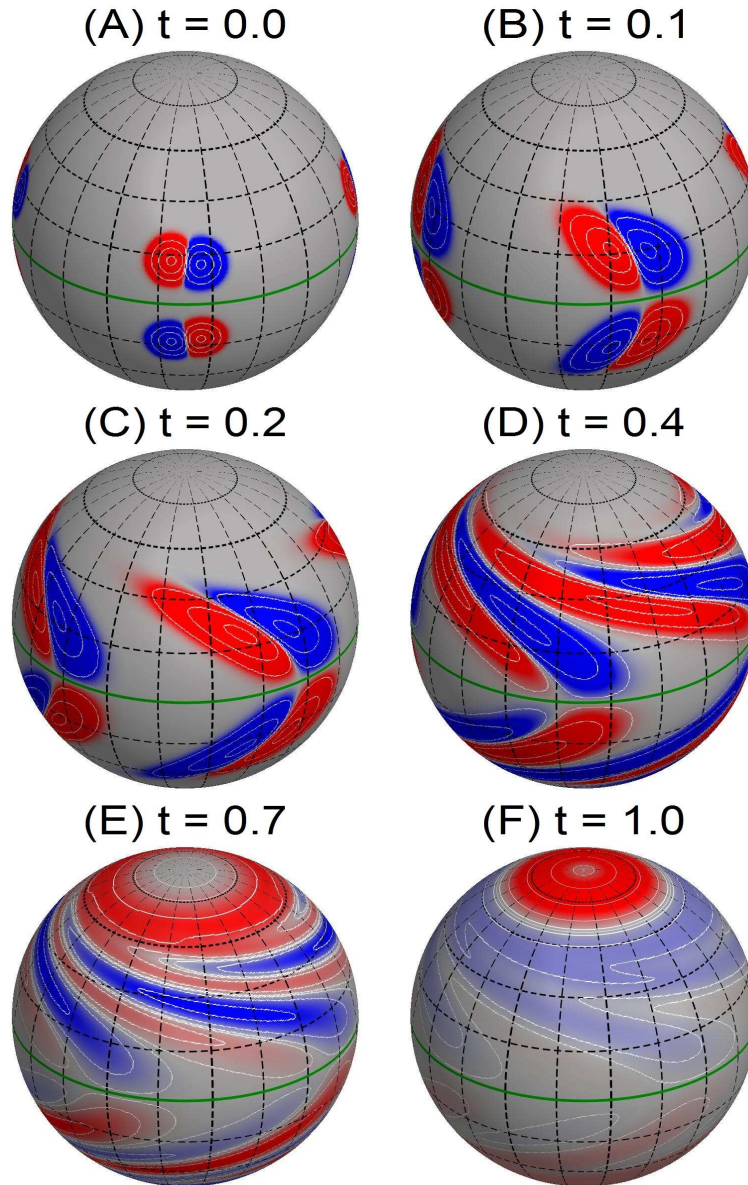 (A) t = 0.0
(B) t = 0.1
(C) t = 0.2
(D) t = 0.4
(E) t = 0.7
(F) t = 1.0